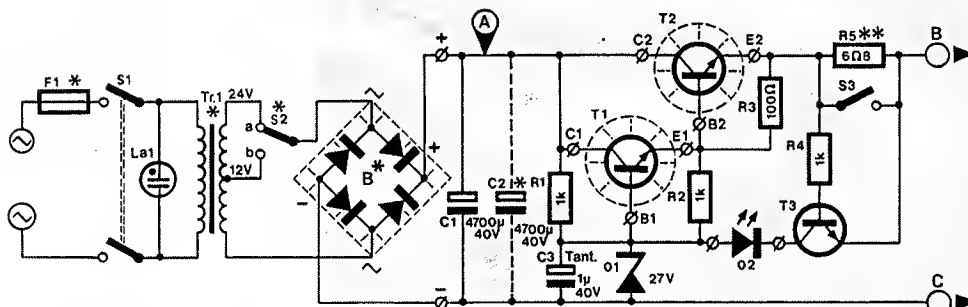 F1 *
S1
La1
Tr.1
*
24V
12V
*
S2
a
b
~
B *
+
−
~
+
−
A
C1
4700µ
40V
C2 *
4700µ
40V
R1
1k
C3
Tant.
1µ
40V
C1
T1
E1
B1
D1
27V
C2
T2
E2
B2
R2
1k
R3
100Ω
D2
R4
1k
T3
R5 **
6Ω8
S3
B
C